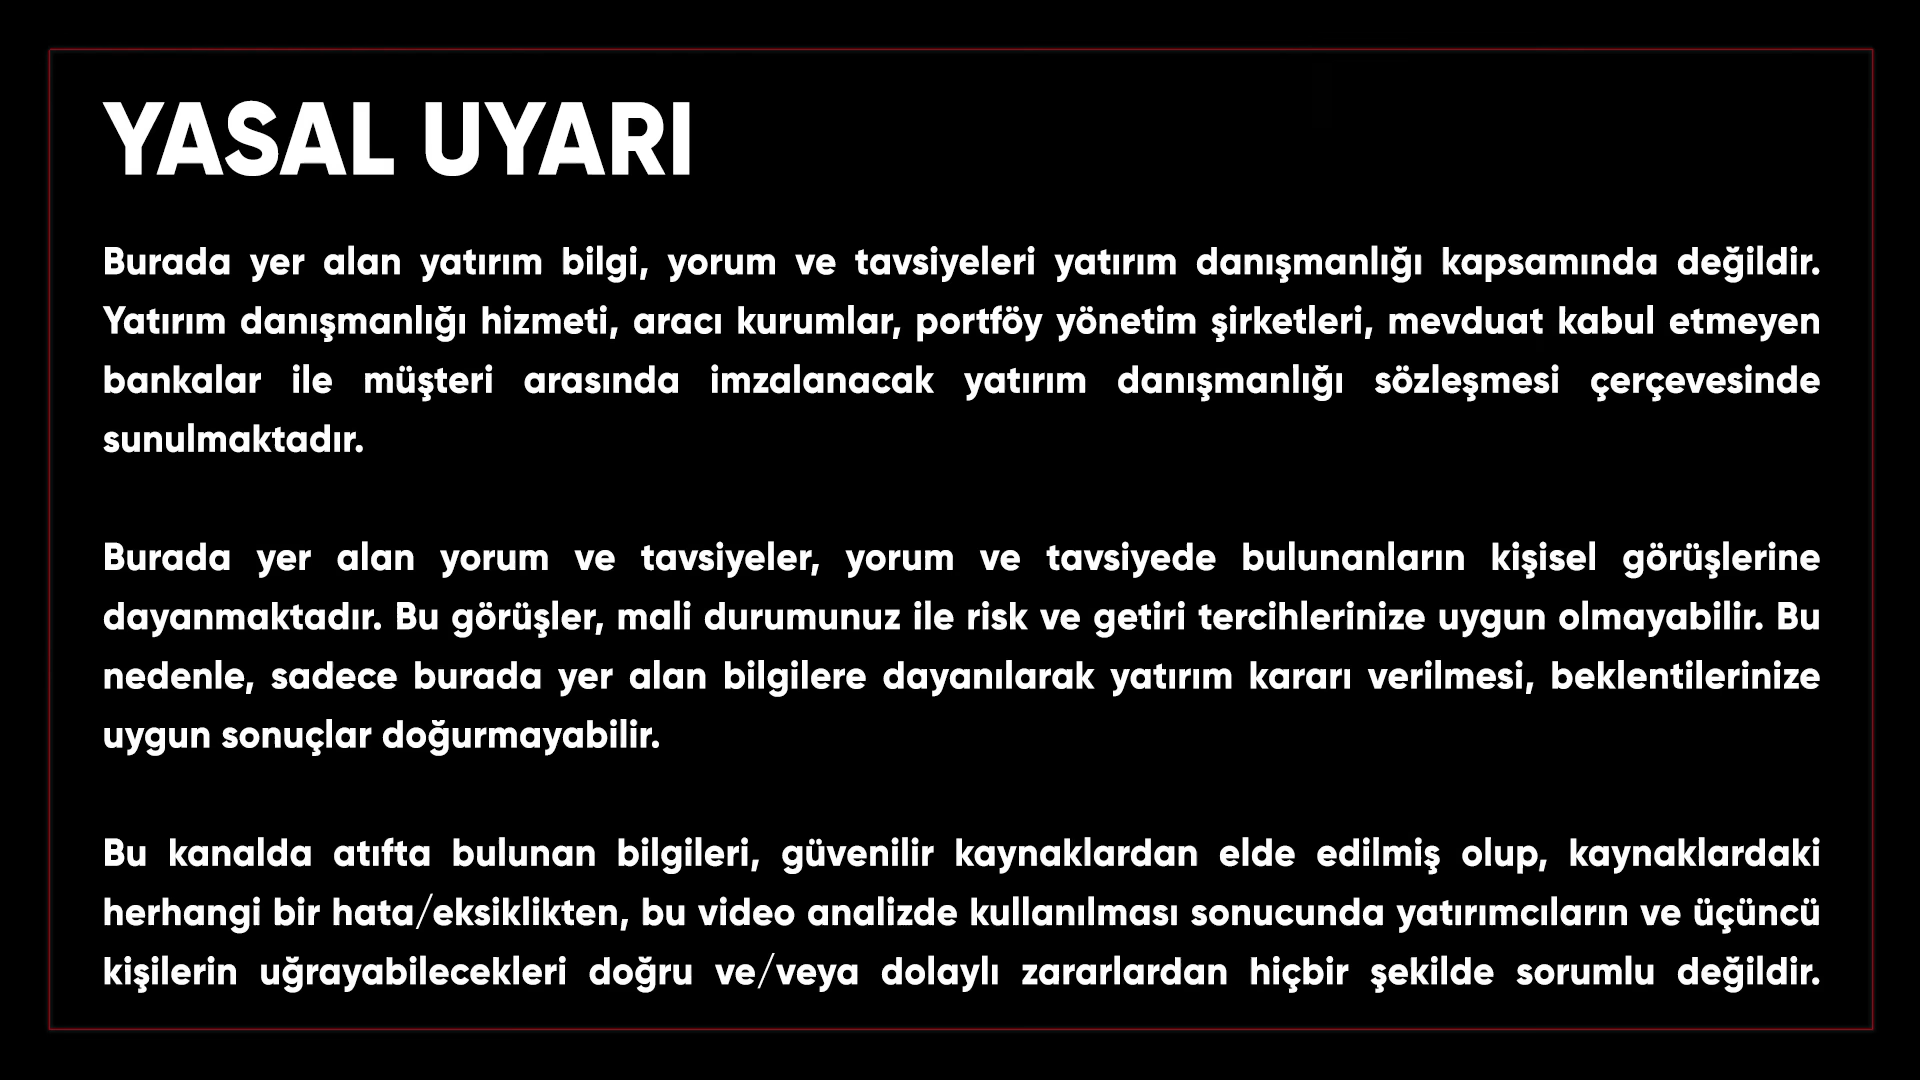 YASAL UYARI
Burada yer alan yatırım bilgi, yorum ve tavsiyeleri yatırım danışmanlığı kapsamında değildir.
Yatırım danışmanlığı hizmeti, aracı kurumlar, portföy yönetim şirketleri, mevduat kabul etmeyen
bankalar ile müşteri arasında imzalanacak yatırım danışmanlığı sözleşmesi çerçevesinde
sunulmaktadır.
Burada yer alan yorum ve tavsiyeler, yorum ve tavsiyede bulunanların kişisel görüşlerine
dayanmaktadır. Bu görüşler, mali durumunuz ile risk ve getiri tercihlerinize uygun olmayabilir. Bu
nedenle, sadece burada yer alan bilgilere dayanılarak yatırım kararı verilmesi, beklentilerinize
uygun sonuçlar doğurmayabilir.
Bu kanalda atıfta bulunan bilgileri, güvenilir kaynaklardan elde edilmiş olup, kaynaklardaki
herhangi bir hata/eksiklikten, bu video analizde kullanılması sonucunda yatırımcıların ve üçüncü
kişilerin uğrayabilecekleri doğru ve/veya dolaylı zararlardan hiçbir şekilde sorumlu değildir.